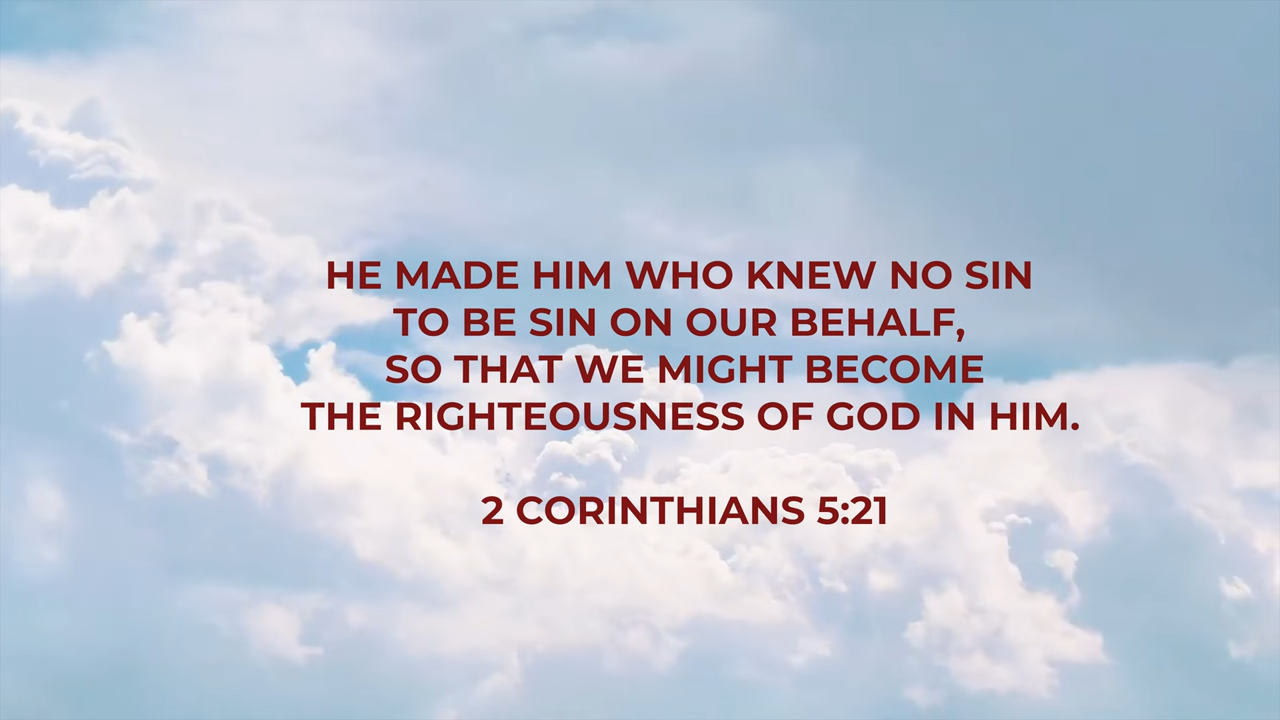 HE MADE HIM WHO KNEW NO SIN
TO BE SIN ON OUR BEHALF,
SO THAT WE MIGHT BECOME
THE RIGHTEOUSNESS OF GOD IN HIM.
2 CORINTHIANS 5:21